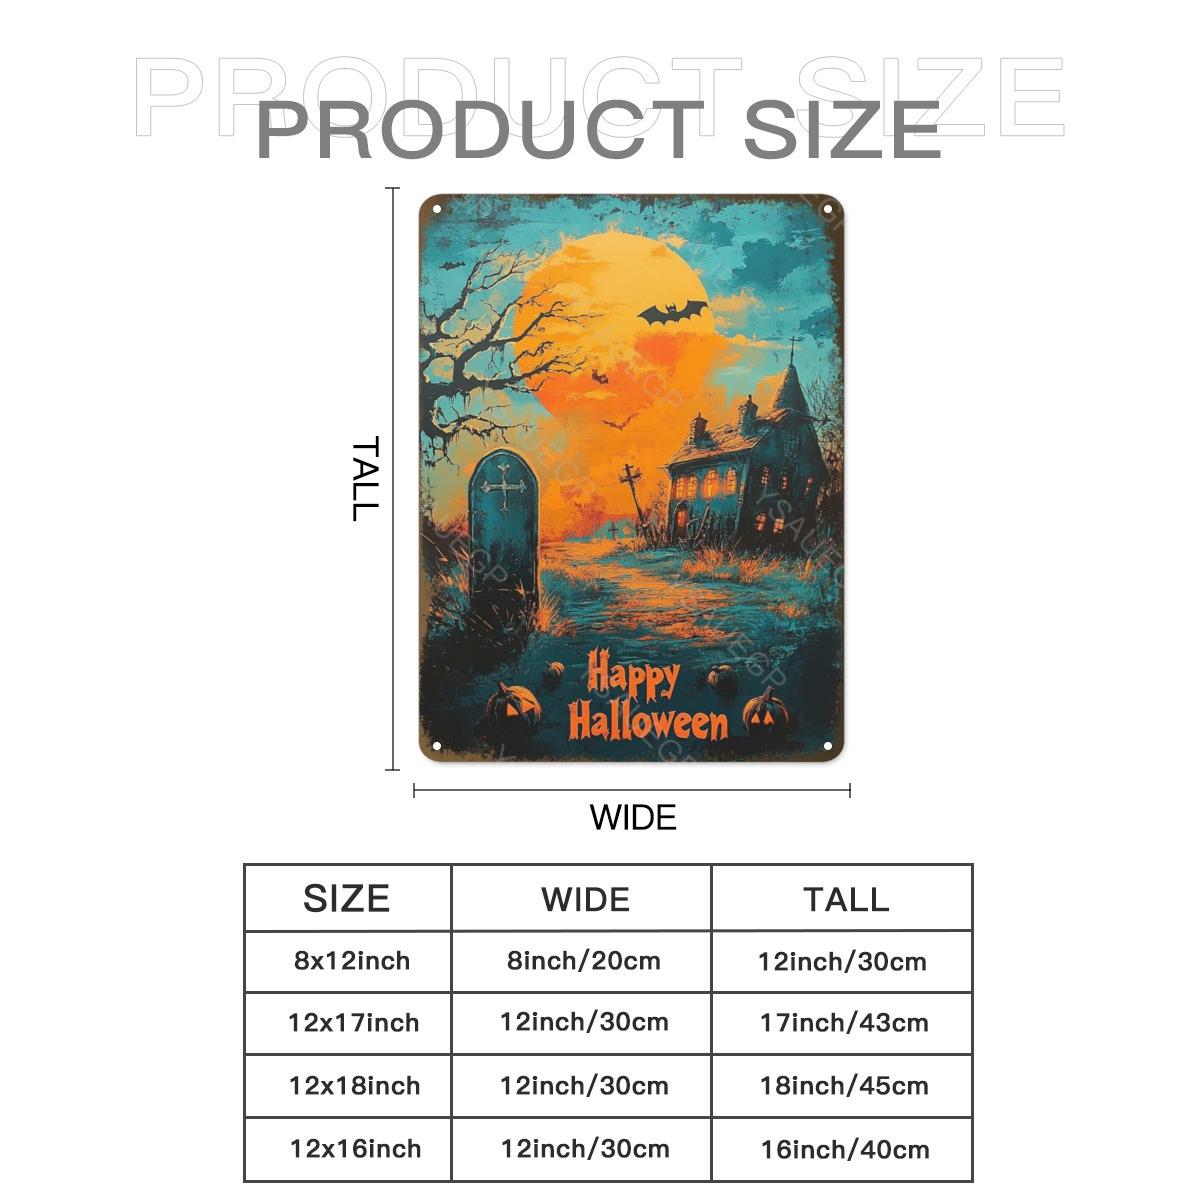 PRODUCT SIZE
PRODUCT SIZE
TALL
YSAUEGP
Happy
Halloween
WIDE
SIZE WIDE TALL
8x12inch 8inch/20cm 12inch/30cm
12x17inch 12inch/30cm 17inch/43cm
12x18inch 12inch/30cm 18inch/45cm
12x16inch 12inch/30cm 16inch/40cm